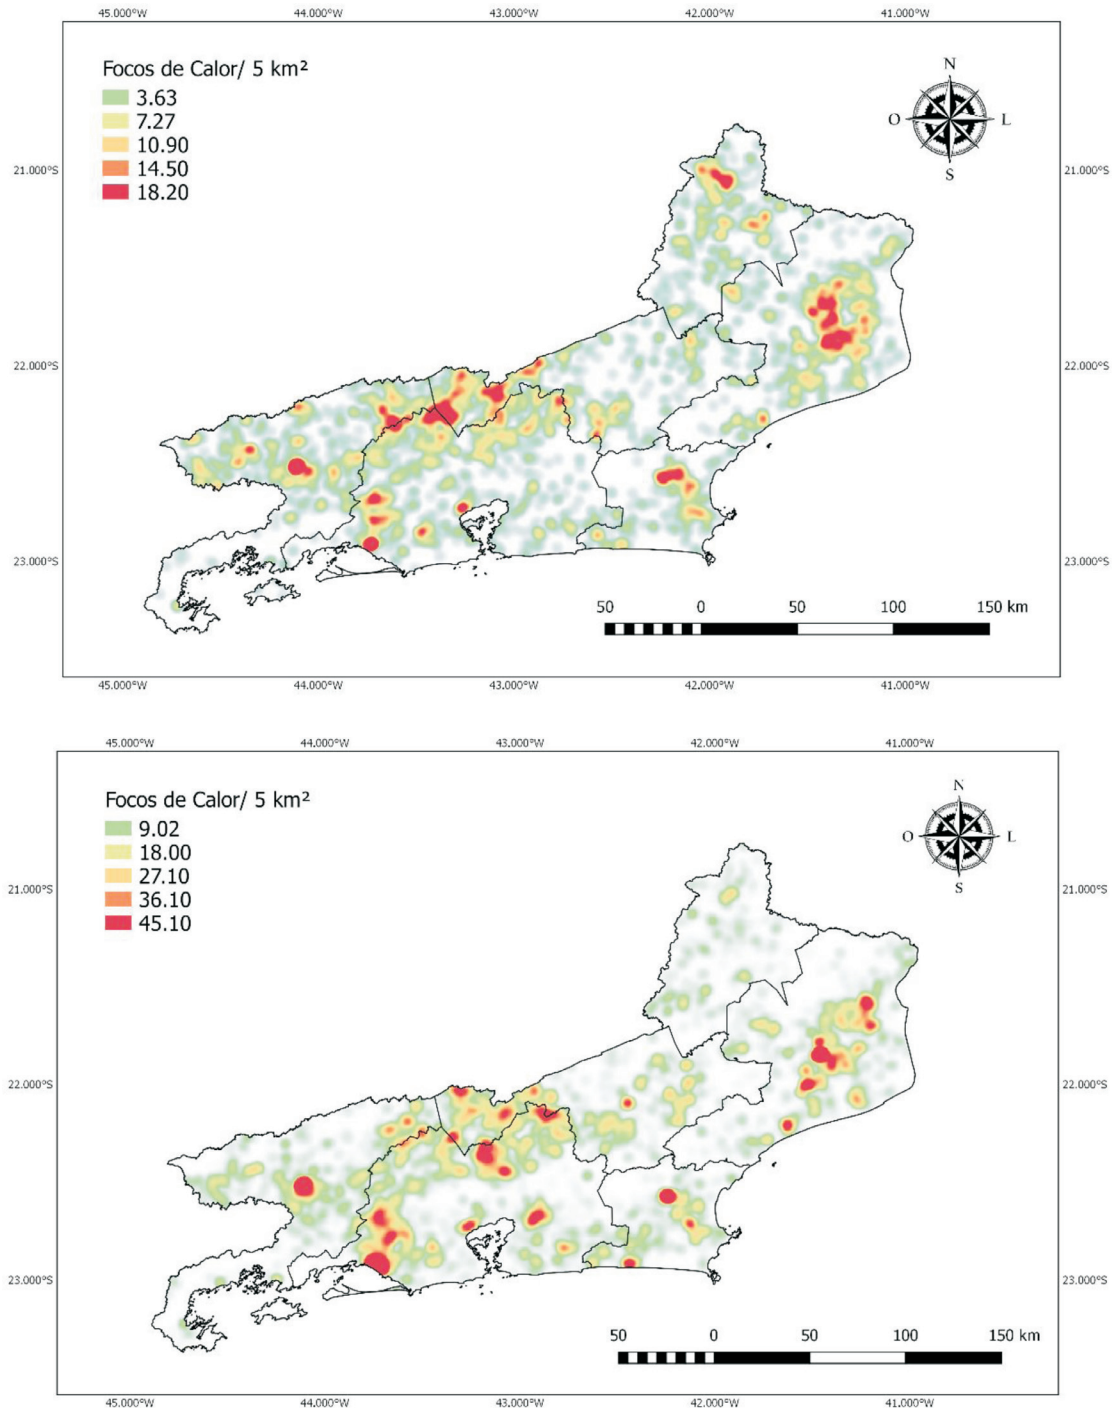 45.000°W 44.000°W 43.000°W 42.000°W 41.000°W
Focos de Calor/ 5 km²
3.63
7.27
10.90
14.50
18.20
N
O L
S
21.000°S 21.000°S
22.000°S 22.000°S
23.000°S 23.000°S
50 0 50 100 150 km
45.000°W 44.000°W 43.000°W 42.000°W 41.000°W
45.000°W 44.000°W 43.000°W 42.000°W 41.000°W
Focos de Calor/ 5 km²
9.02
18.00
27.10
36.10
45.10
N
O L
S
21.000°S 21.000°S
22.000°S 22.000°S
23.000°S 23.000°S
50 0 50 100 150 km
45.000°W 44.000°W 43.000°W 42.000°W 41.000°W